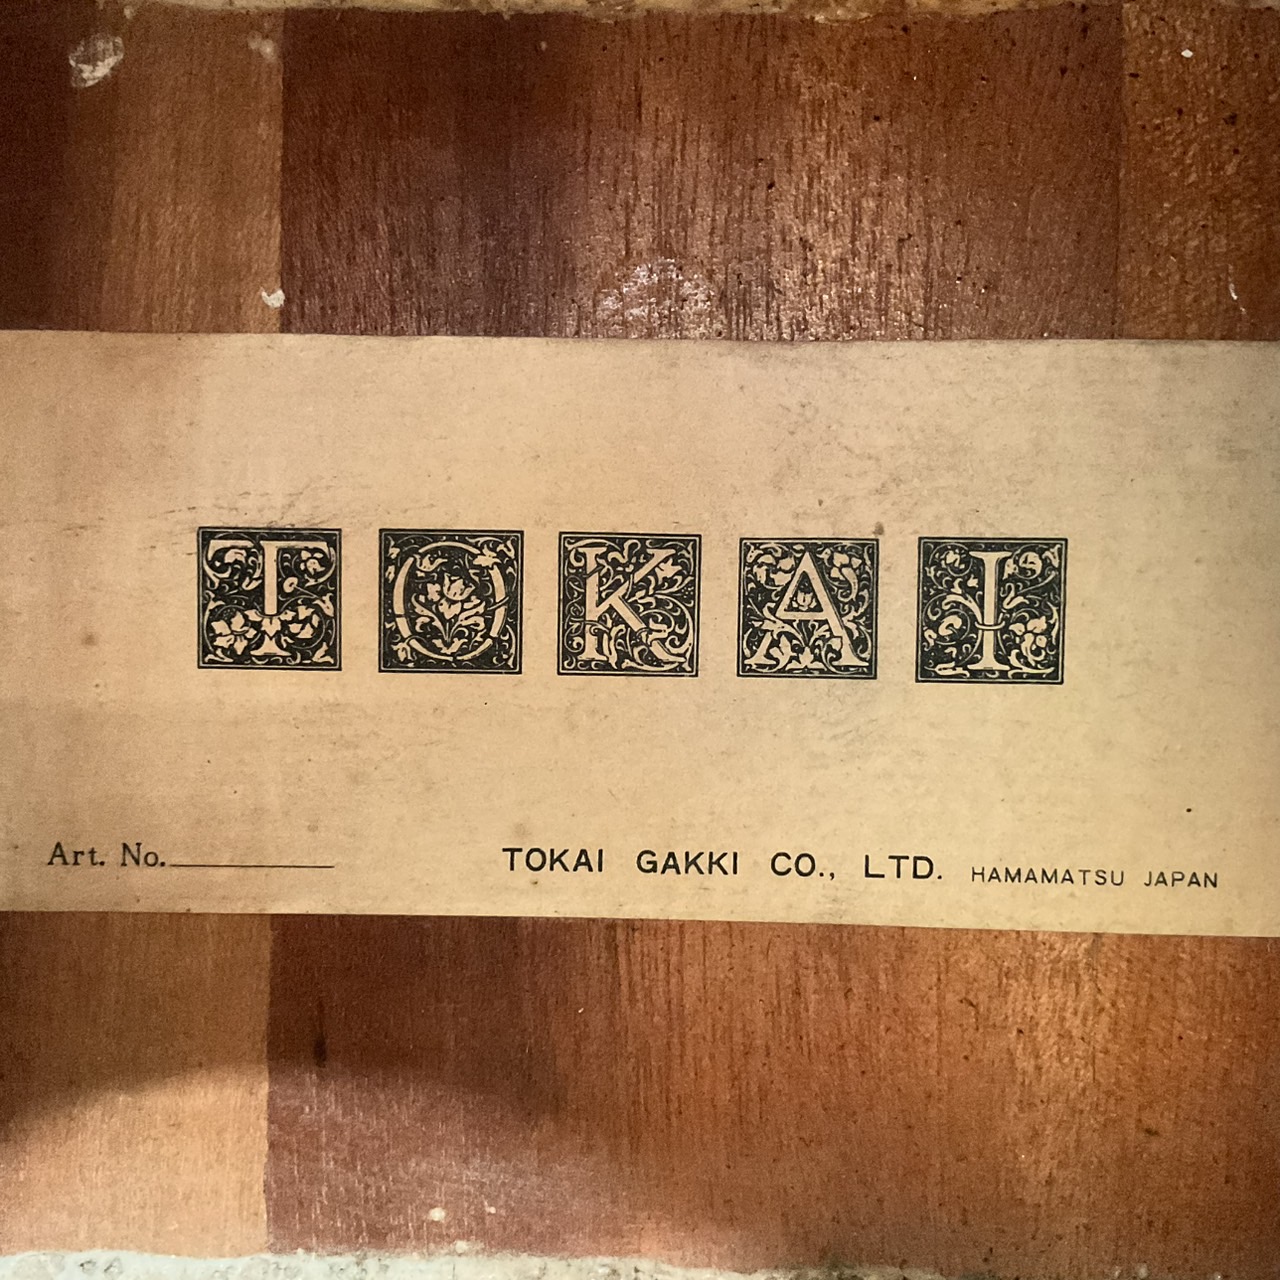 TOKAI
Art. No.
TOKAI GAKKI CO., LTD. HAMAMATSU JAPAN